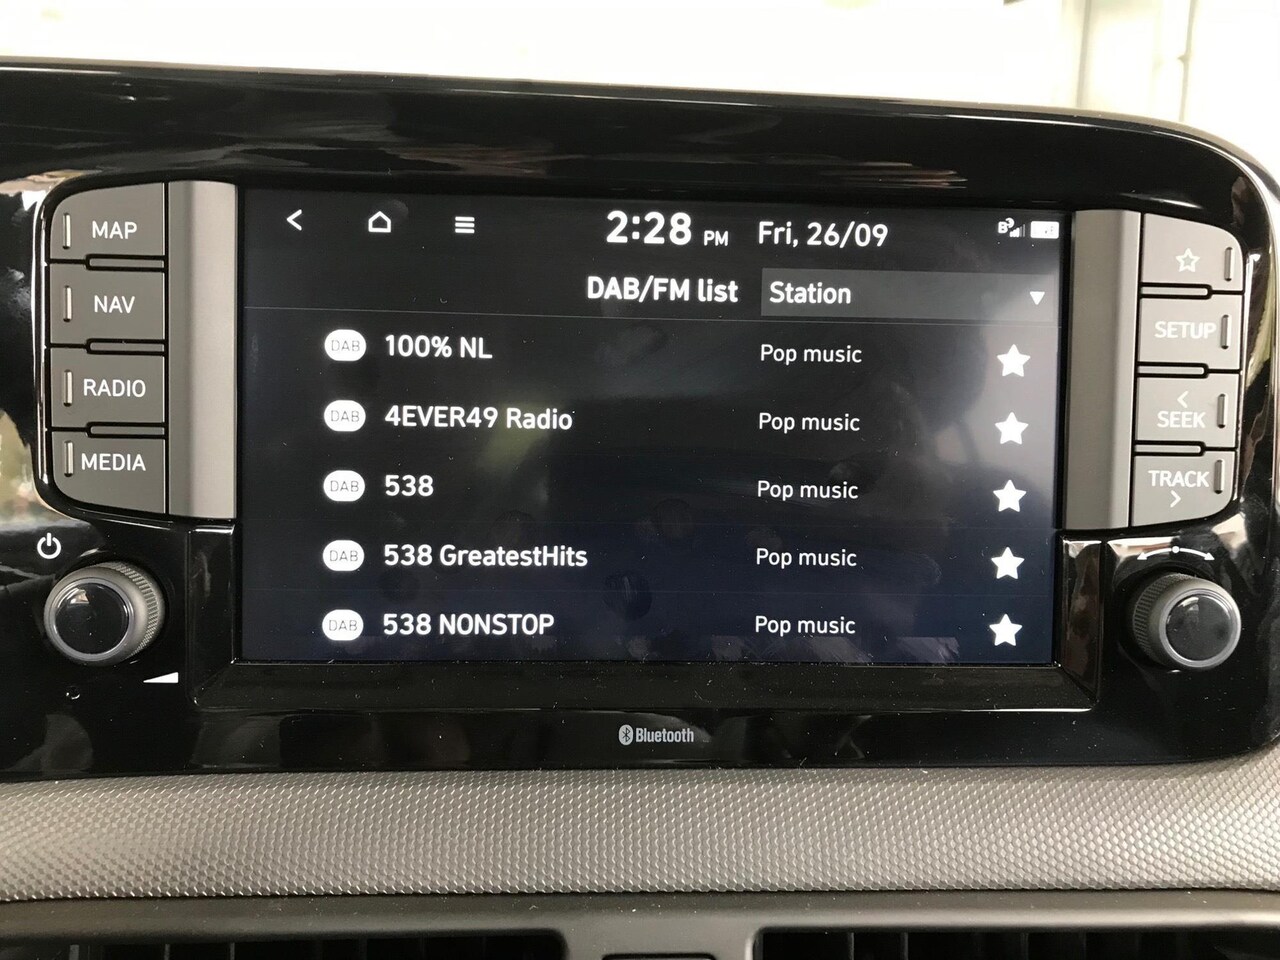 MAP
NAV
RADIO
MEDIA
2:28 PM Fri, 26/09
DAB/FM list Station
DAB 100% NL Pop music
DAB 4EVER49 Radio Pop music
DAB 538 Pop music
DAB 538 GreatestHits Pop music
DAB 538 NONSTOP Pop music
SETUP
< SEEK
TRACK >
Bluetooth